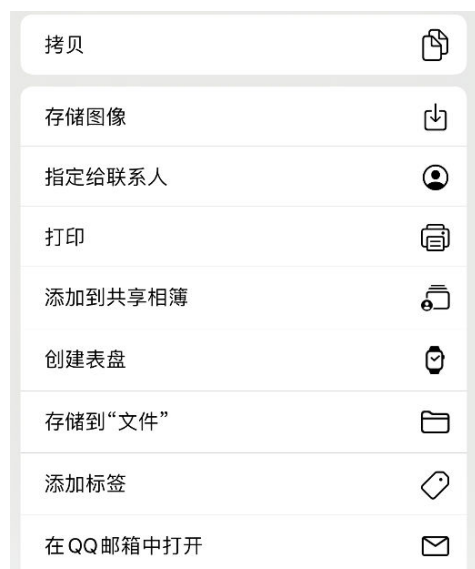 拷贝
存储图像
指定给联系人
打印
添加到共享相簿
创建表盘
存储到“文件”
添加标签
在QQ邮箱中打开